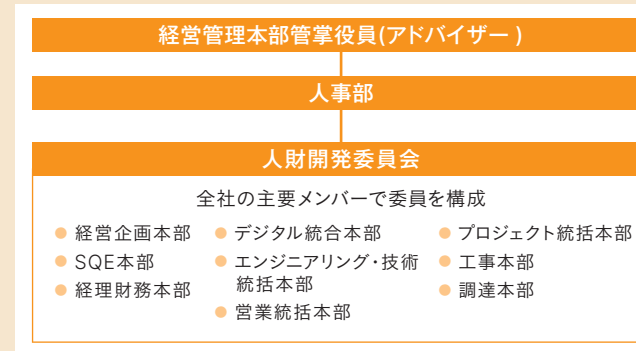 経営管理本部管掌役員(アドバイザー)
人事部
人財開発委員会
全社の主要メンバーで委員を構成
● 経営企画本部
● SQE本部
● 経理財務本部
● デジタル統合本部
● エンジニアリング・技術
統括本部
● 営業統括本部
● プロジェクト統括本部
● 工事本部
● 調達本部